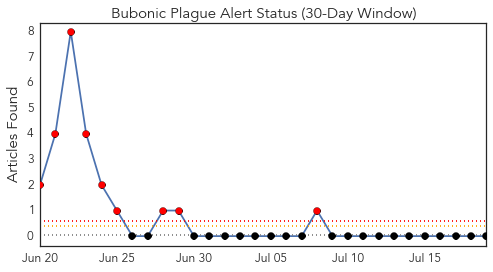 Bubonic Plague Alert Status (30-Day Window)
Articles Found
8
7
6
5
4
3
2
1
0
Jun 20
Jun 25
Jun 30
Jul 05
Jul 10
Jul 15